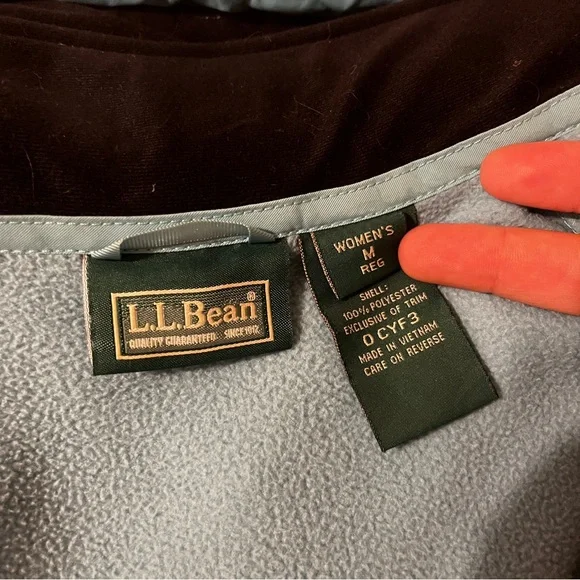 L.L.Bean®
QUALITY GUARANTEED SINCE 1912
WOMEN'S
M
REG
SHELL:
100% POLYESTER
EXCLUSIVE OF TRIM
0 CYF3
MADE IN VIETNAM
CARE ON REVERSE